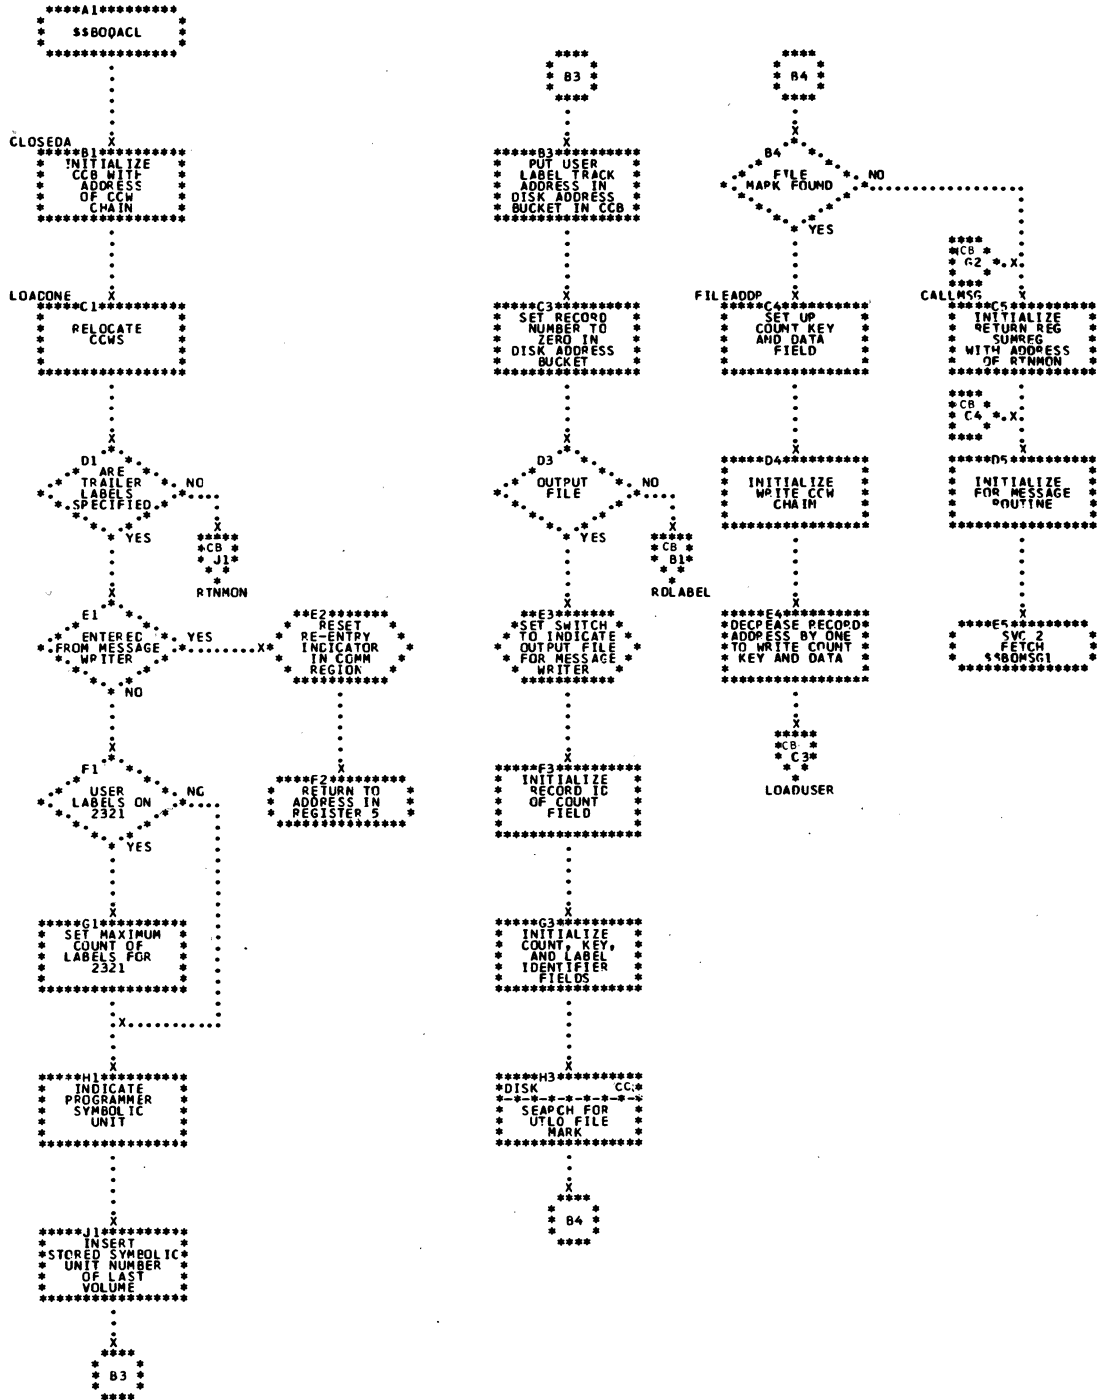 A1
$$BODACL
CLOSEDA
B1
INITIALIZE
CCB WITH
ADDRESS
OF CCW
CHAIN
LOADONE
C1
RELOCATE
CCWS
D1
ARE
TRAILER
LABELS
SPECIFIED
NO
YES
CB
J1
RTNMON
E1
ENTERED
FROM MESSAGE
WRITER
YES
NO
E2
RESET
RE-ENTRY
INDICATOR
IN COMM
REGION
F2
RETURN TO
ADDRESS IN
REGISTER 5
F1
USER
LABELS ON
2321
NO
YES
G1
SET MAXIMUM
COUNT OF
LABELS FOR
2321
H1
INDICATE
PROGRAMMER
SYMBOLIC
UNIT
J1
INSERT
STORED SYMBOLIC
UNIT NUMBER
OF LAST
VOLUME
B3
B3
B3
PUT USER
LABEL TRACK
ADDRESS IN
DISK ADDRESS
BUCKET IN CCB
C3
SET RECORD
NUMBER TO
ZERO IN
DISK ADDRESS
BUCKET
D3
OUTPUT
FILE
NO
YES
CB
B1
RDLABEL
E3
SET SWITCH
TO INDICATE
OUTPUT FILE
FOR MESSAGE
WRITER
F3
INITIALIZE
RECORD ID
OF COUNT
FIELD
G3
INITIALIZE
COUNT, KEY,
AND LABEL
IDENTIFIER
FIELDS
H3
DISK CC
SEARCH FOR
UTLO FILE
MARK
B4
B4
B4
FILE
MARK FOUND
NO
YES
FILEADDR
C4
SET UP
COUNT KEY
AND DATA
FIELD
D4
INITIALIZE
WRITE CCW
CHAIN
E4
DECREASE RECORD
ADDRESS BY ONE
TO WRITE COUNT
KEY AND DATA
CB
C3
LOADUSER
CB
G2
CALLMSG
C5
INITIALIZE
RETURN REG
SUMREG
WITH ADDRESS
OF RTNMON
CB
C4
D5
INITIALIZE
FOR MESSAGE
ROUTINE
E5
SVC 2
FETCH
$$BOMSG1